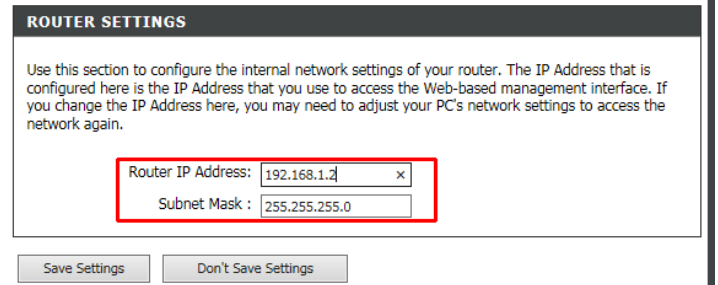 ROUTER SETTINGS
Use this section to configure the internal network settings of your router. The IP Address that is
configured here is the IP Address that you use to access the Web-based management interface. If
you change the IP Address here, you may need to adjust your PC's network settings to access the
network again.
Router IP Address: 192.168.1.2 ×
Subnet Mask : 255.255.255.0
Save Settings Don't Save Settings